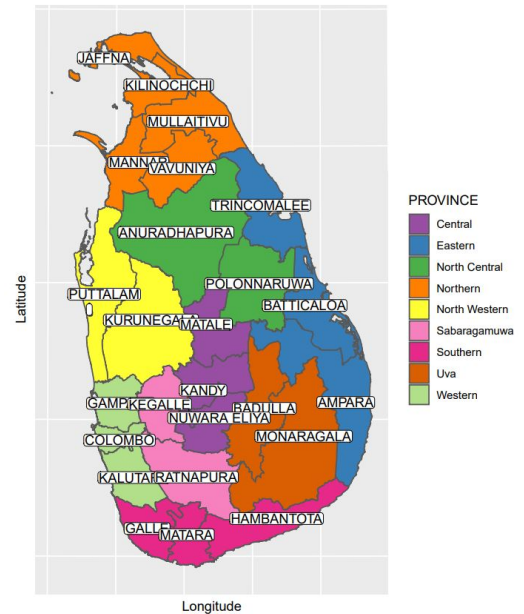 JAFFNA
KILINOCHCHI
MULLAITIVU
MANNAR
VAVUNIYA
TRINCOMALEE
ANURADHAPURA
POLONNARUWA
PUTTALAM
BATTICALOA
KURUNEGA
MATALE
KANDY
GAMP
KEGALLE
AMPARA
BADULLA
NUWARA ELIYA
COLOMBO
MONARAGALA
KALUTAR
RATNAPURA
HAMBANTOTA
GALLE
MATARA
Latitude
Longitude
PROVINCE
Central
Eastern
North Central
Northern
North Western
Sabaragamuwa
Southern
Uva
Western